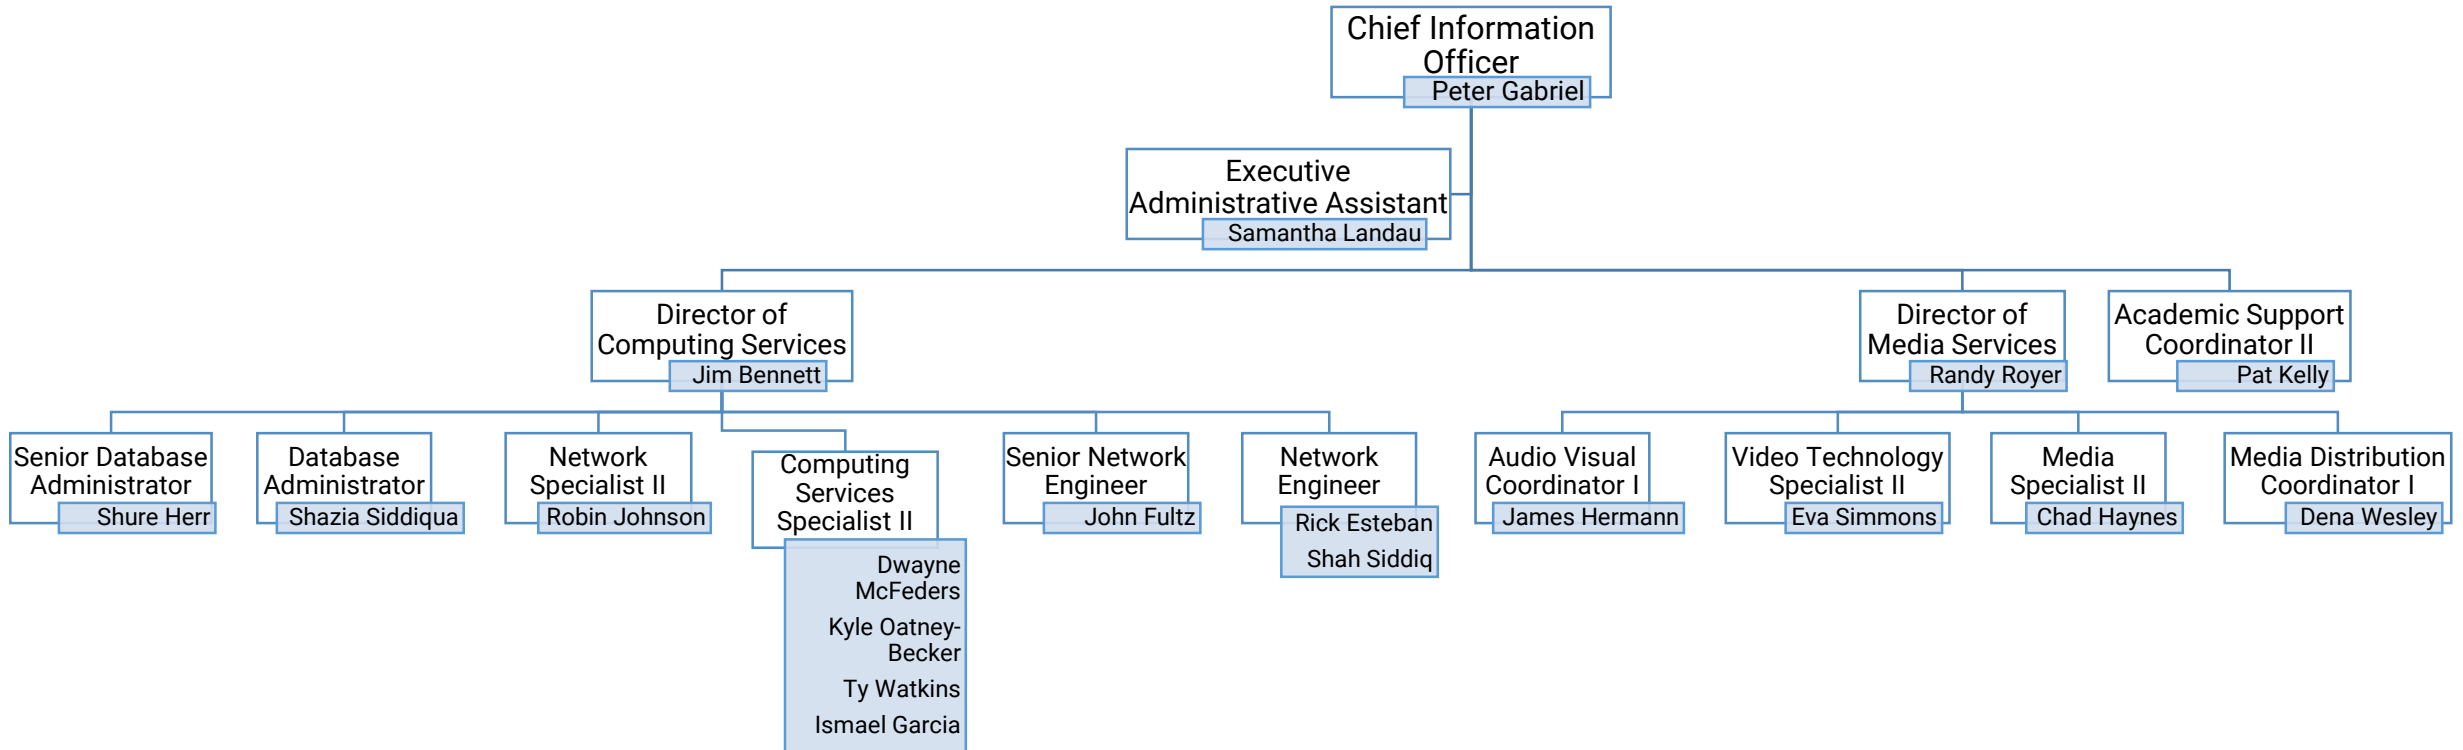 Chief Information
Officer
Peter Gabriel
Executive
Administrative Assistant
Samantha Landau
Director of
Computing Services
Jim Bennett
Director of
Media Services
Randy Royer
Academic Support
Coordinator II
Pat Kelly
Senior Database
Administrator
Shure Herr
Database
Administrator
Shazia Siddiqua
Network
Specialist II
Robin Johnson
Computing
Services
Specialist II
Dwayne
McFeders
Kyle Oatney-
Becker
Ty Watkins
Ismael Garcia
Senior Network
Engineer
John Fultz
Network
Engineer
Rick Esteban
Shah Siddiq
Audio Visual
Coordinator I
James Hermann
Video Technology
Specialist II
Eva Simmons
Media
Specialist II
Chad Haynes
Media Distribution
Coordinator I
Dena Wesley